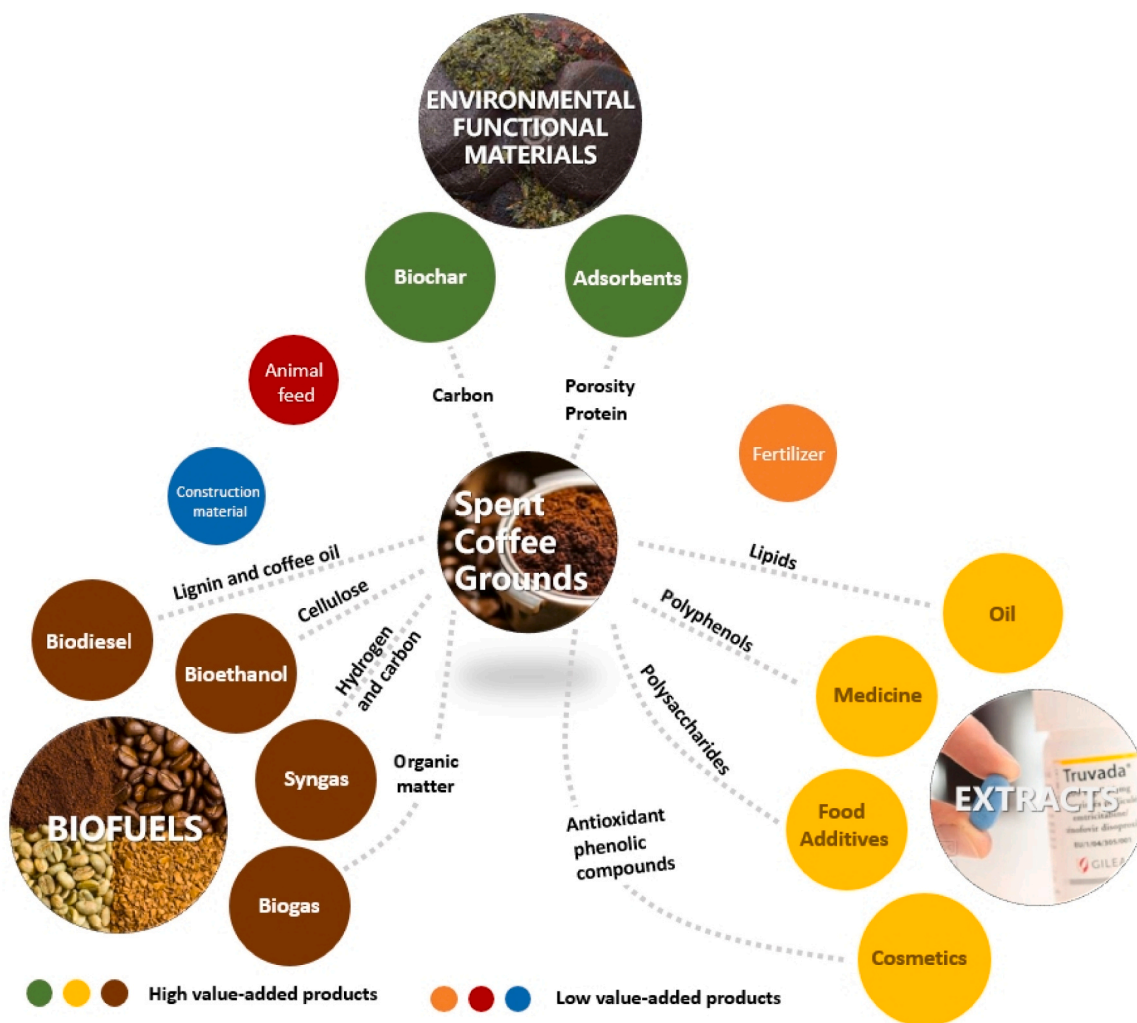 ENVIRONMENTAL
FUNCTIONAL
MATERIALS
Biochar
Adsorbents
Animal
feed
Carbon
Porosity
Protein
Fertilizer
Construction
material
Spent
Coffee
Grounds
Lignin and coffee oil
Cellulose
Hydrogen
and carbon
Organic
matter
Lipids
Polyphenols
Polysaccharides
Antioxidant
phenolic
compounds
Biodiesel
Bioethanol
Syngas
Biogas
BIOFUELS
Oil
Medicine
Food
Additives
Cosmetics
EXTRACTS
Truvada
GILEA
High value-added products
Low value-added products